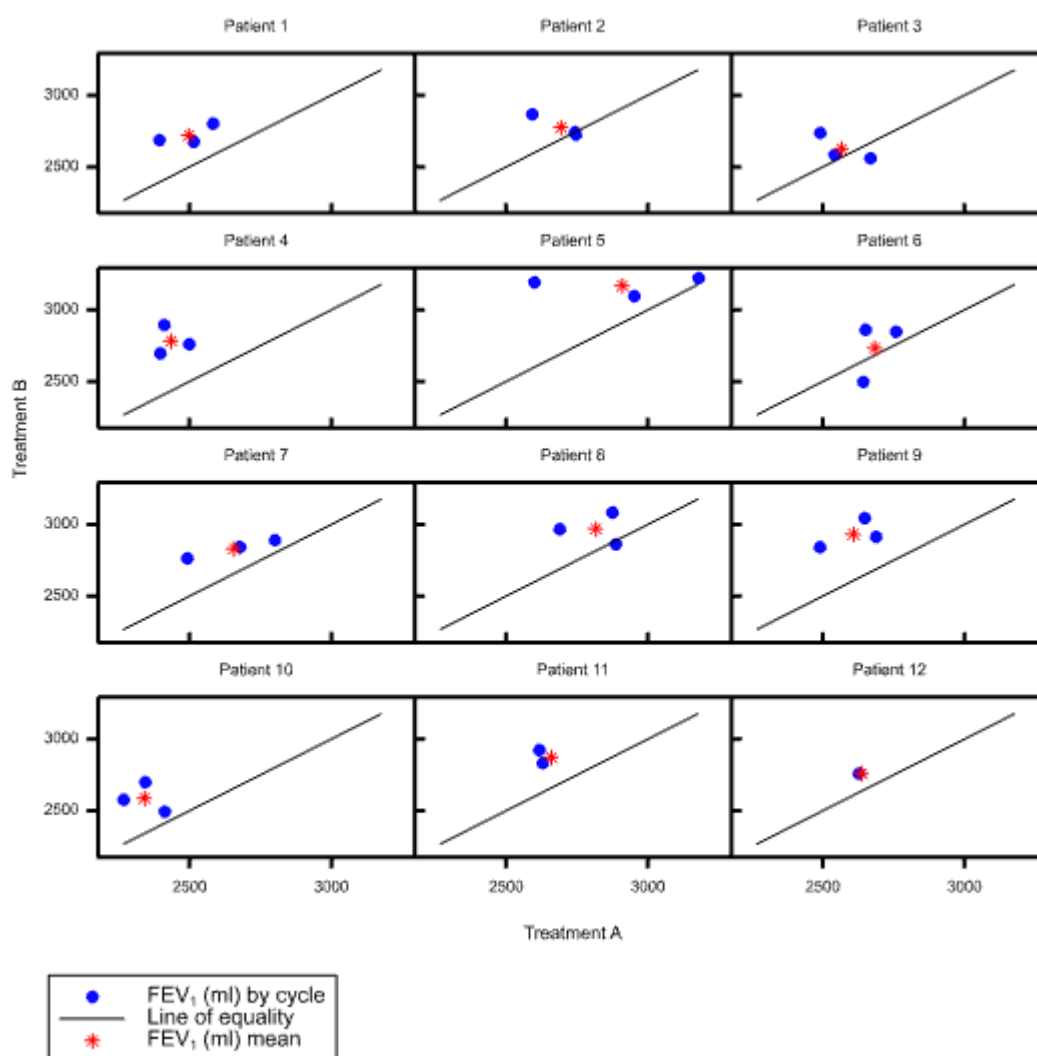 Patient 1
Patient 2
Patient 3
3000
2500
Patient 4
Patient 5
Patient 6
3000
2500
Treatment B
Patient 7
Patient 8
Patient 9
3000
2500
Patient 10
Patient 11
Patient 12
3000
2500
2500 3000 2500 3000 2500 3000
Treatment A
FEV₁ (ml) by cycle
Line of equality
FEV₁ (ml) mean